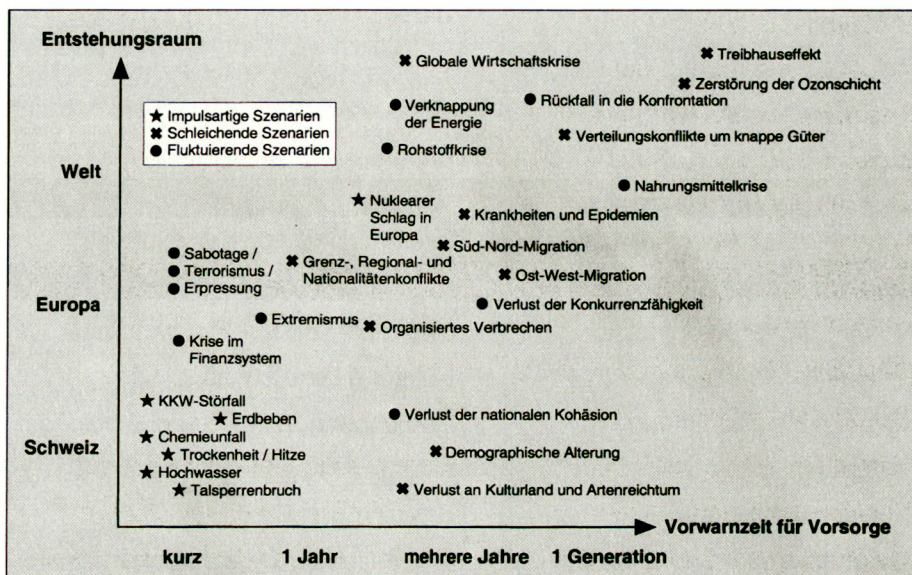 Entstehungsraum
Impulsartige Szenarien
Schleichende Szenarien
Fluktuierende Szenarien
Globale Wirtschaftskrise
Treibhauseffekt
Zerstörung der Ozonschicht
Verknappung
der Energie
Rückfall in die Konfrontation
Verteilungskonflikte um knappe Güter
Rohstoffkrise
Welt
Nahrungsmittelkrise
Nuklearer
Schlag in
Europa
Krankheiten und Epidemien
Süd-Nord-Migration
Sabotage /
Terrorismus /
Erpressung
Grenz-, Regional- und
Nationalitätenkonflikte
Ost-West-Migration
Europa
Verlust der Konkurrenzfähigkeit
Extremismus
Organisiertes Verbrechen
Krise im
Finanzsystem
KKW-Störfall
Erdbeben
Verlust der nationalen Kohäsion
Schweiz
Chemieunfall
Trockenheit / Hitze
Demographische Alterung
Hochwasser
Talsperrenbruch
Verlust an Kulturland und Artenreichtum
Vorwarnzeit für Vorsorge
kurz 1 Jahr mehrere Jahre 1 Generation